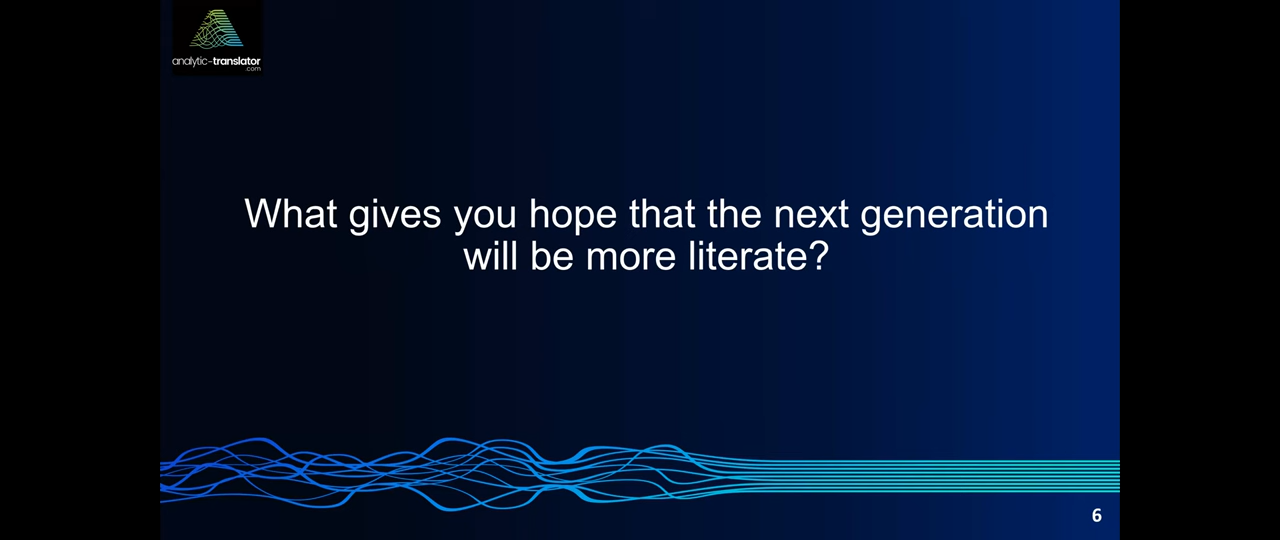 analytic-translator
.com
What gives you hope that the next generation
will be more literate?
6